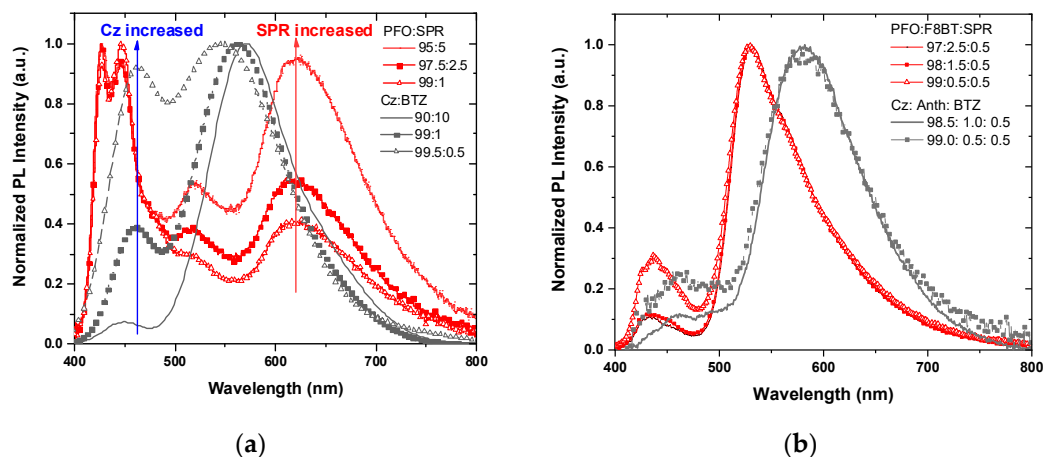 Cz increased
SPR increased
PFO:SPR
95:5
97.5:2.5
99:1
Cz:BTZ
90:10
99:1
99.5:0.5
Normalized PL Intensity (a.u.)
1.0
0.8
0.6
0.4
0.2
0.0
400 500 600 700 800
Wavelength (nm)
(a)
PFO:F8BT:SPR
97:2.5:0.5
98:1.5:0.5
99:0.5:0.5
Cz: Anth: BTZ
98.5: 1.0: 0.5
99.0: 0.5: 0.5
Normalized PL Intensity (a.u.)
1.0
0.8
0.6
0.4
0.2
0.0
400 500 600 700 800
Wavelength (nm)
(b)